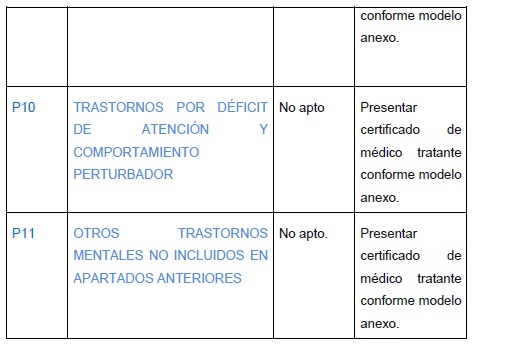 conforme modelo
anexo.
P10 TRASTORNOS POR DÉFICIT No apto Presentar
DE ATENCIÓN Y certificado de
COMPORTAMIENTO médico tratante
PERTURBADOR conforme modelo
anexo.
P11 OTROS TRASTORNOS No apto. Presentar
MENTALES NO INCLUIDOS EN certificado de
APARTADOS ANTERIORES médico tratante
conforme modelo
anexo.